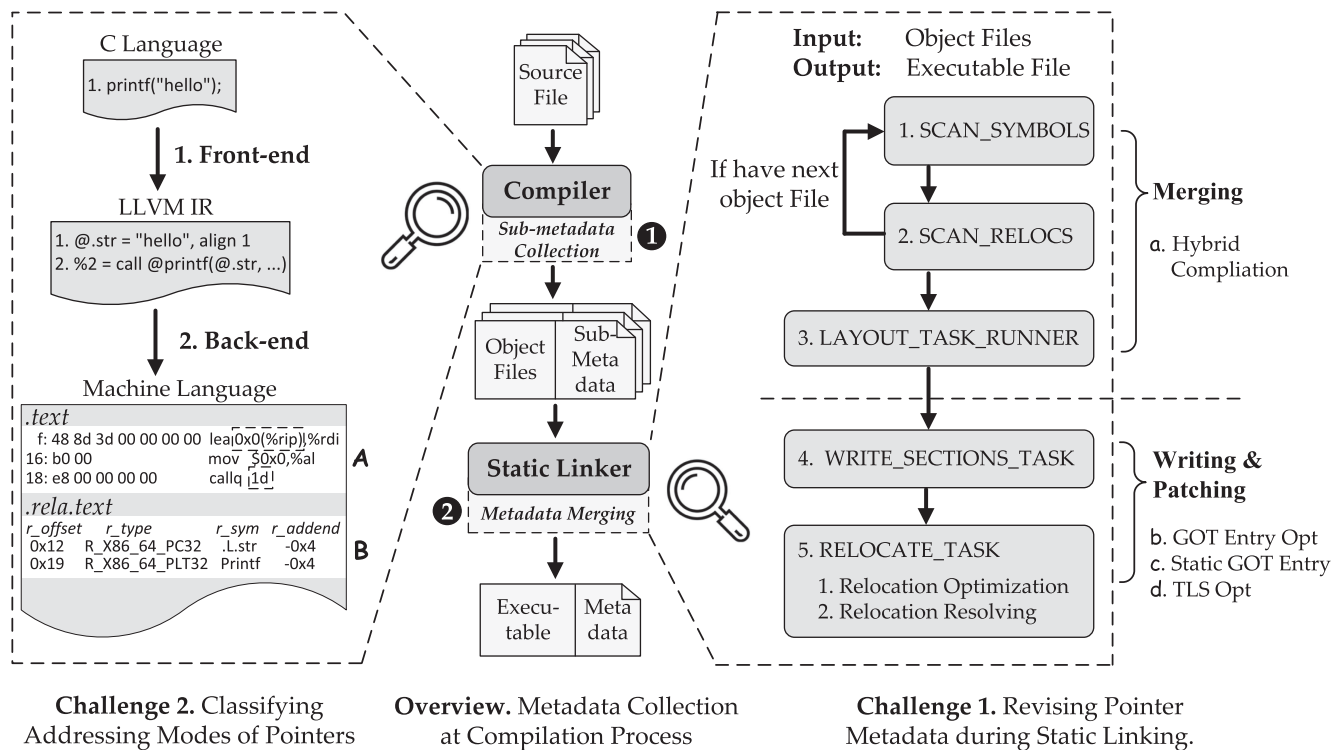 C Language
1. printf("hello");
1. Front-end
LLVM IR
1. @.str = "hello", align 1
2. %2 = call @printf(@.str, ...)
2. Back-end
Machine Language
.text
f: 48 8d 3d 00 00 00 00 lea 0x0(%rip),%rdi
16: b0 00 mov $0x0,%al
18: e8 00 00 00 00 callq 1d
A
.rela.text
r_offset r_type r_sym r_addend
0x12 R_X86_64_PC32 .L.str -0x4
0x19 R_X86_64_PLT32 Printf -0x4
B
Challenge 2. Classifying
Addressing Modes of Pointers
Source
File
Compiler
Sub-metadata
Collection
1
Object
Files
Sub-
Meta
data
Static Linker
2
Metadata Merging
Execu-
table
Meta
data
Overview. Metadata Collection
at Compilation Process
Input: Object Files
Output: Executable File
1. SCAN_SYMBOLS
If have next
object File
2. SCAN_RELOCS
3. LAYOUT_TASK_RUNNER
Merging
a. Hybrid
Compliation
4. WRITE_SECTIONS_TASK
5. RELOCATE_TASK
1. Relocation Optimization
2. Relocation Resolving
Writing &
Patching
b. GOT Entry Opt
c. Static GOT Entry
d. TLS Opt
Challenge 1. Revising Pointer
Metadata during Static Linking.